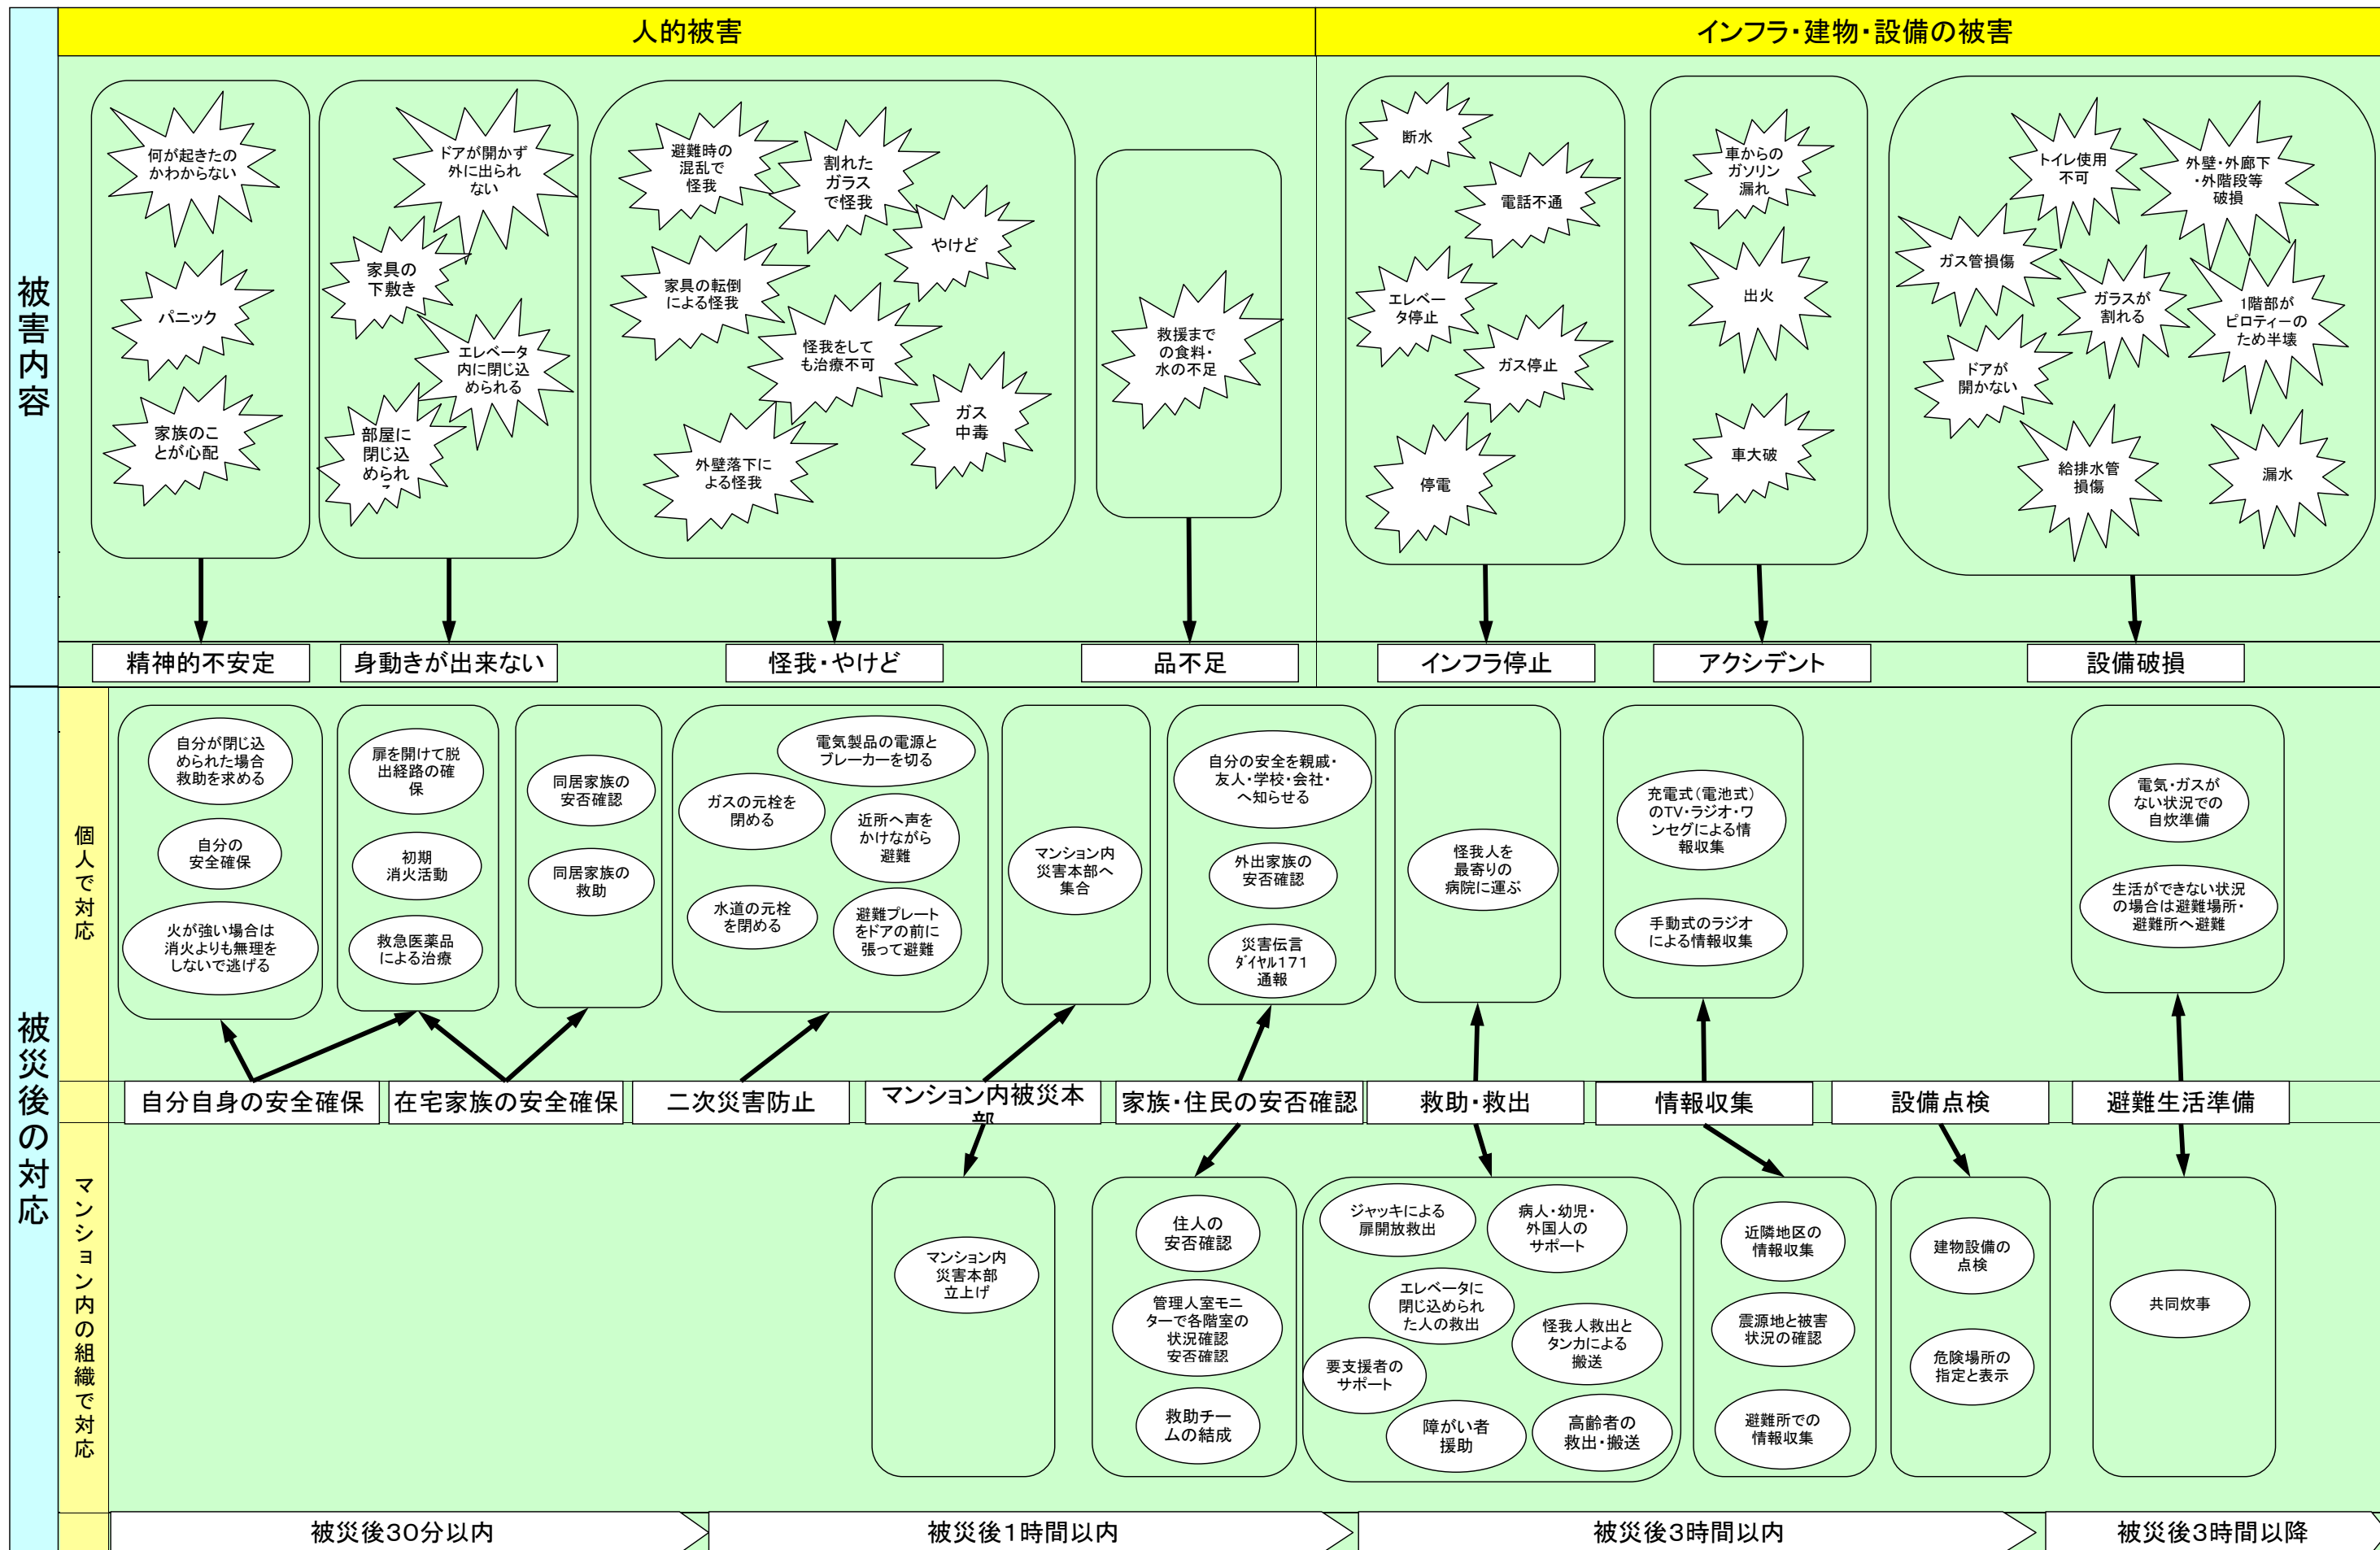 人的被害
インフラ・建物・設備の被害
被害内容
何が起きたの
かわからない
パニック
家族のこ
とが心配
ドアが開かず
外に出られ
ない
家具の
下敷き
エレベータ
内に閉じ込
められる
部屋に
閉じ込
められ
避難時の
混乱で
怪我
割れた
ガラス
で怪我
やけど
家具の転倒
による怪我
怪我をして
も治療不可
ガス
中毒
外壁落下に
よる怪我
救援まで
の食料・
水の不足
断水
電話不通
エレベー
タ停止
ガス停止
停電
車からの
ガソリン
漏れ
出火
車大破
トイレ使用
不可
外壁・外廊下
・外階段等
破損
ガス管損傷
ガラスが
割れる
1階部が
ピロティーの
ため半壊
ドアが
開かない
給排水管
損傷
漏水
精神的不安定
身動きが出来ない
怪我・やけど
品不足
インフラ停止
アクシデント
設備破損
被災後の対応
個人で対応
自分が閉じ込
められた場合
救助を求める
自分の
安全確保
火が強い場合は
消火よりも無理を
しないで逃げる
扉を開けて脱
出経路の確
保
初期
消火活動
救急医薬品
による治療
同居家族の
安否確認
同居家族の
救助
電気製品の電源と
ブレーカーを切る
ガスの元栓を
閉める
近所へ声を
かけながら
避難
水道の元栓
を閉める
避難プレート
をドアの前に
張って避難
マンション内
災害本部へ
集合
自分の安全を親戚・
友人・学校・会社・
へ知らせる
外出家族の
安否確認
災害伝言
ダイヤル171
通報
怪我人を
最寄りの
病院に運ぶ
充電式(電池式)
のTV・ラジオ・ワ
ンセグによる情
報収集
手動式のラジオ
による情報収集
電気・ガスが
ない状況での
自炊準備
生活ができない状況
の場合は避難場所・
避難所へ避難
自分自身の安全確保
在宅家族の安全確保
二次災害防止
マンション内被災本
部
家族・住民の安否確認
救助・救出
情報収集
設備点検
避難生活準備
マンション内の組織で対応
マンション内
災害本部
立上げ
住人の
安否確認
管理人室モニ
ターで各階室の
状況確認
安否確認
救助チー
ムの結成
ジャッキによる
扉開放救出
病人・幼児・
外国人の
サポート
エレベータに
閉じ込められ
た人の救出
怪我人救出と
タンカによる
搬送
要支援者の
サポート
障がい者
援助
高齢者の
救出・搬送
近隣地区の
情報収集
震源地と被害
状況の確認
避難所での
情報収集
建物設備の
点検
危険場所の
指定と表示
共同炊事
被災後30分以内
被災後1時間以内
被災後3時間以内
被災後3時間以降